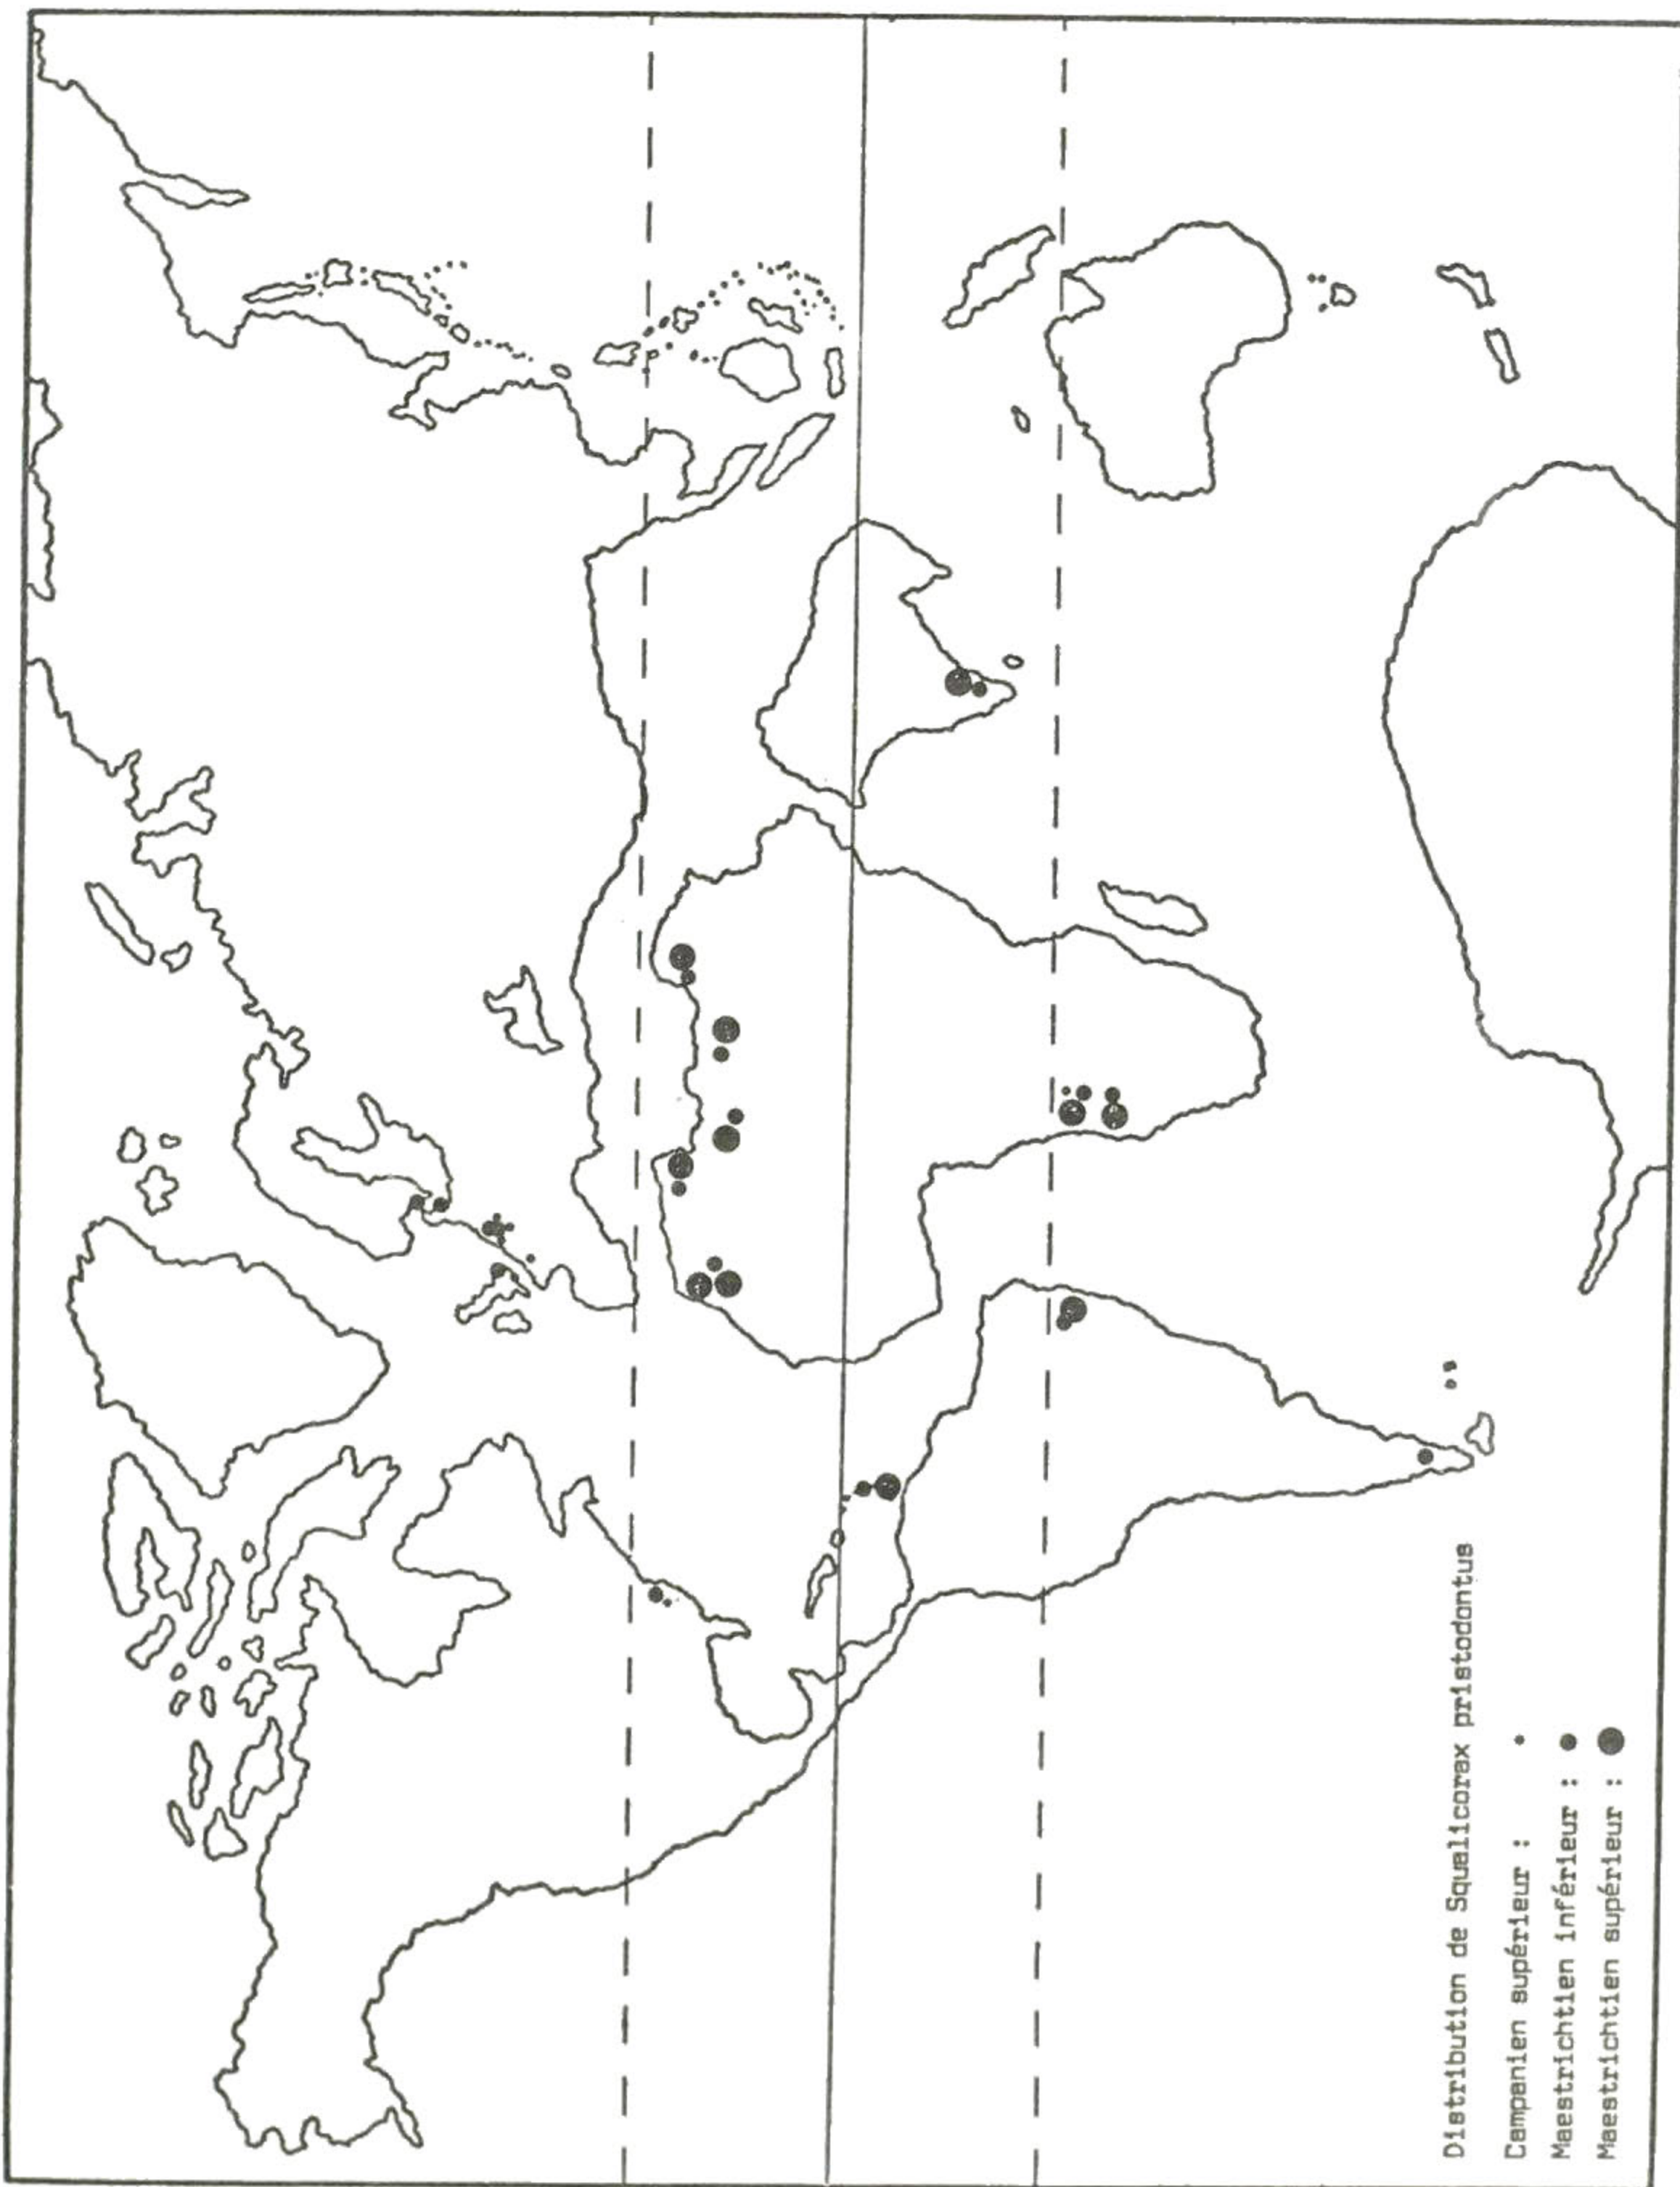 Distribution de Squalicorax pristodontus
Campanien supérieur :
Maestrichtien inférieur :
Maestrichtien supérieur :